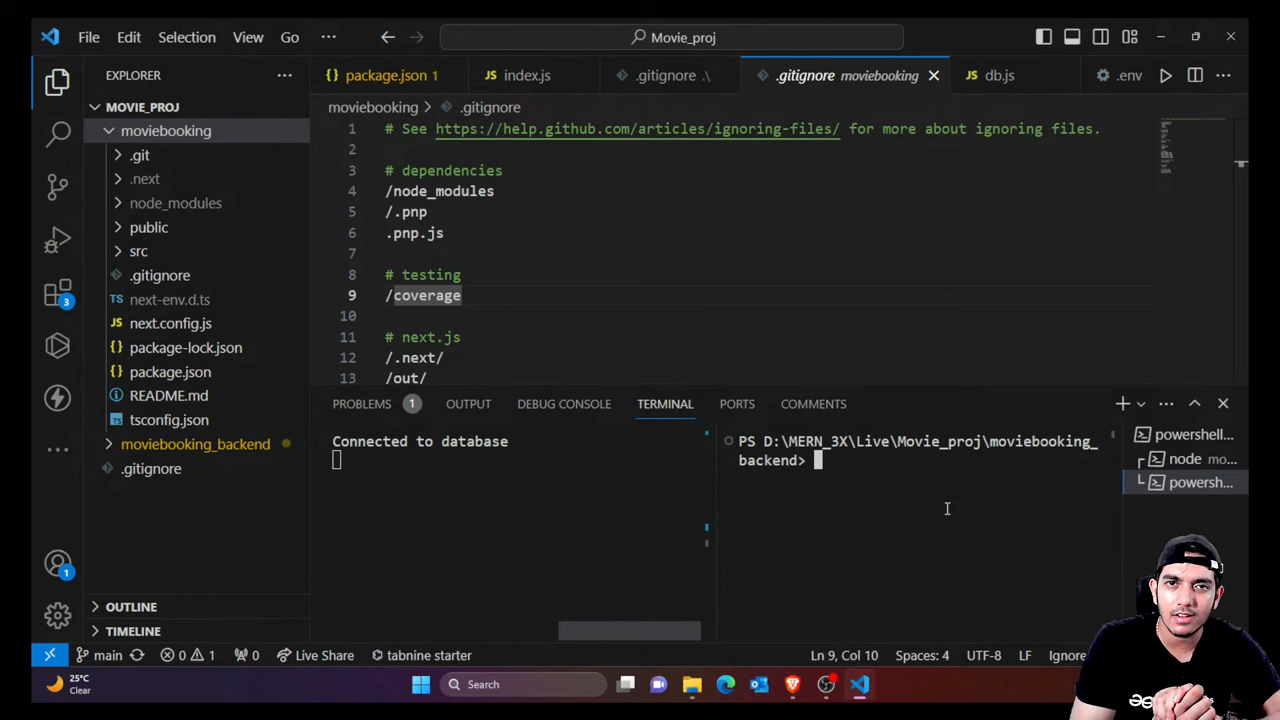 File Edit Selection View Go ··· Movie_proj
EXPLORER ···
package.json 1 index.js .gitignore .\ .gitignore moviebooking db.js .env ···
MOVIE_PROJ
moviebooking
.git
.next
node_modules
public
src
.gitignore
next-env.d.ts
next.config.js
package-lock.json
package.json
README.md
tsconfig.json
moviebooking_backend
.gitignore
OUTLINE
TIMELINE
3
1
moviebooking > .gitignore
1 # See https://help.github.com/articles/ignoring-files/ for more about ignoring files.
2
3 # dependencies
4 /node_modules
5 /.pnp
6 .pnp.js
7
8 # testing
9 /coverage
10
11 # next.js
12 /.next/
13 /out/
PROBLEMS 1 OUTPUT DEBUG CONSOLE TERMINAL PORTS COMMENTS ···
Connected to database
PS D:\MERN_3X\Live\Movie_proj\moviebooking_
backend>
powershell...
node mo...
powersh...
main 0 1 0 Live Share tabnine starter Ln 9, Col 10 Spaces: 4 UTF-8 LF Ignore
25°C
Clear
Search